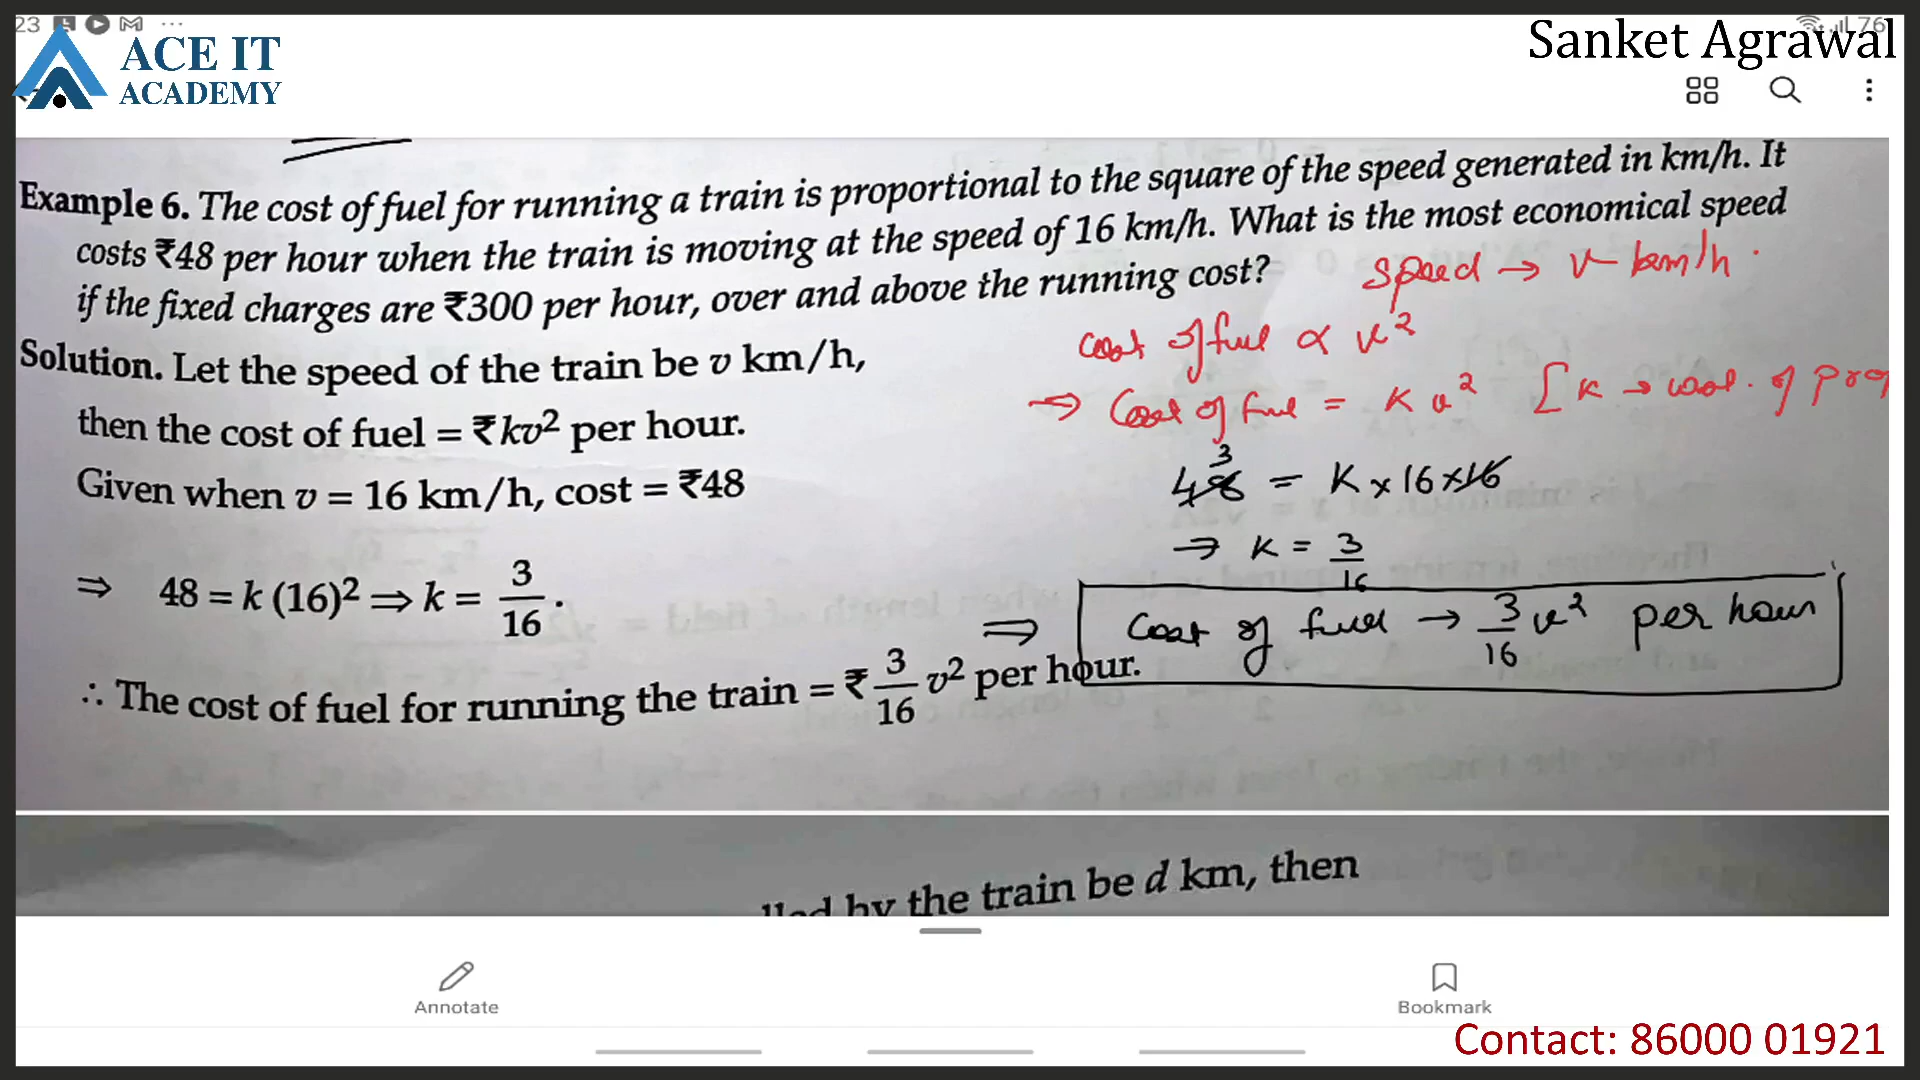 23
76
ACE IT
ACADEMY
Sanket Agrawal
Example 6. The cost of fuel for running a train is proportional to the square of the speed generated in km/h. It
costs ₹48 per hour when the train is moving at the speed of 16 km/h. What is the most economical speed
if the fixed charges are ₹300 per hour, over and above the running cost?
Speed → v km/h.
Cost of fuel ∝ v²
Solution. Let the speed of the train be v km/h,
⇒ Cost of fuel = K v² [K → const. of prop
then the cost of fuel = ₹kv² per hour.
Given when v = 16 km/h, cost = ₹48
3
48 = K × 16 × 16
⇒ K = 3/16
⇒ 48 = k (16)² ⇒ k = 3/16.
⇒ Cost of fuel → 3/16 v² per hour
∴ The cost of fuel for running the train = ₹ 3/16 v² per hour.
by the train be d km, then
Annotate
Bookmark
Contact: 86000 01921